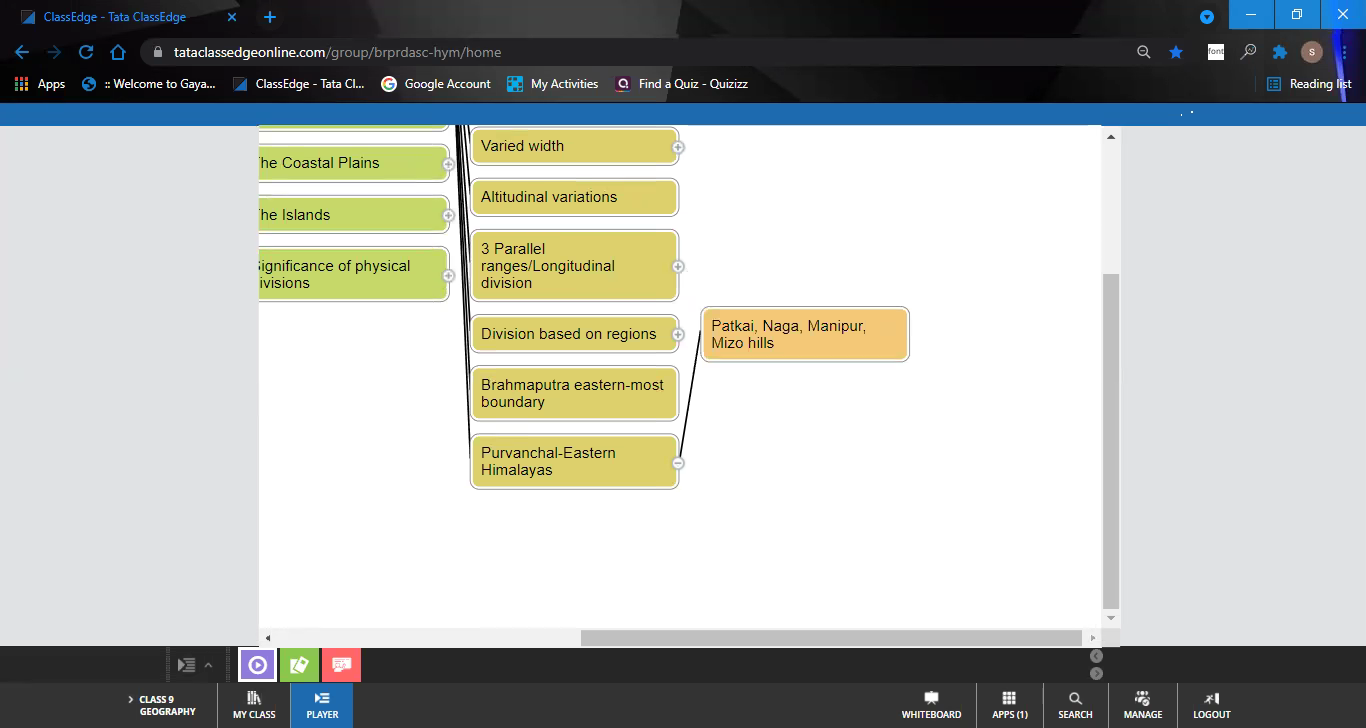 ClassEdge - Tata ClassEdge
tataclassedgeonline.com/group/brprdasc-hym/home
font
S
Apps
:: Welcome to Gaya...
ClassEdge - Tata Cl...
Google Account
My Activities
Find a Quiz - Quizizz
Reading list
The Coastal Plains
The Islands
Significance of physical
divisions
Varied width
Altitudinal variations
3 Parallel
ranges/Longitudinal
division
Division based on regions
Brahmaputra eastern-most
boundary
Purvanchal-Eastern
Himalayas
Patkai, Naga, Manipur,
Mizo hills
CLASS 9
GEOGRAPHY
MY CLASS
PLAYER
WHITEBOARD
APPS (1)
SEARCH
MANAGE
LOGOUT